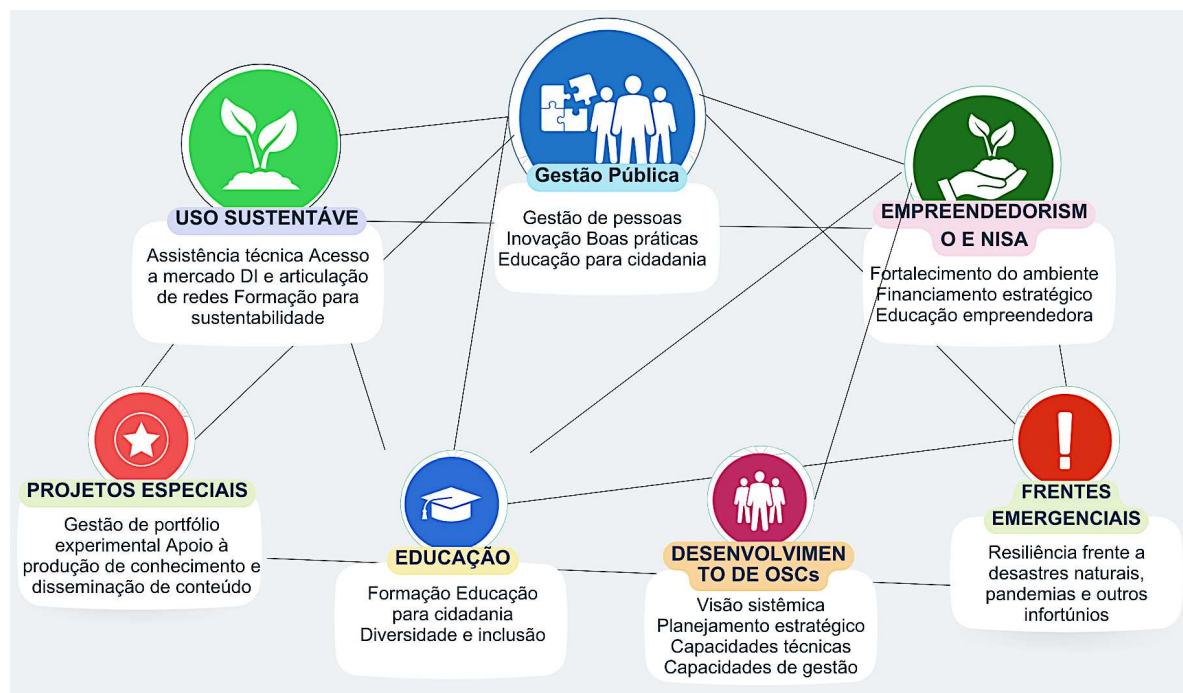 Gestão Pública
Gestão de pessoas
Inovação Boas práticas
Educação para cidadania
USO SUSTENTÁVE
Assistência técnica Acesso
a mercado DI e articulação
de redes Formação para
sustentabilidade
EMPREENDEDORISM
O E NISA
Fortalecimento do ambiente
Financiamento estratégico
Educação empreendedora
PROJETOS ESPECIAIS
Gestão de portfólio
experimental Apoio à
produção de conhecimento e
disseminação de conteúdo
EDUCAÇÃO
Formação Educação
para cidadania
Diversidade e inclusão
DESENVOLVIMEN
TO DE OSCs
Visão sistêmica
Planejamento estratégico
Capacidades técnicas
Capacidades de gestão
FRENTES
EMERGENCIAIS
Resiliência frente a
desastres naturais,
pandemias e outros
infortúnios